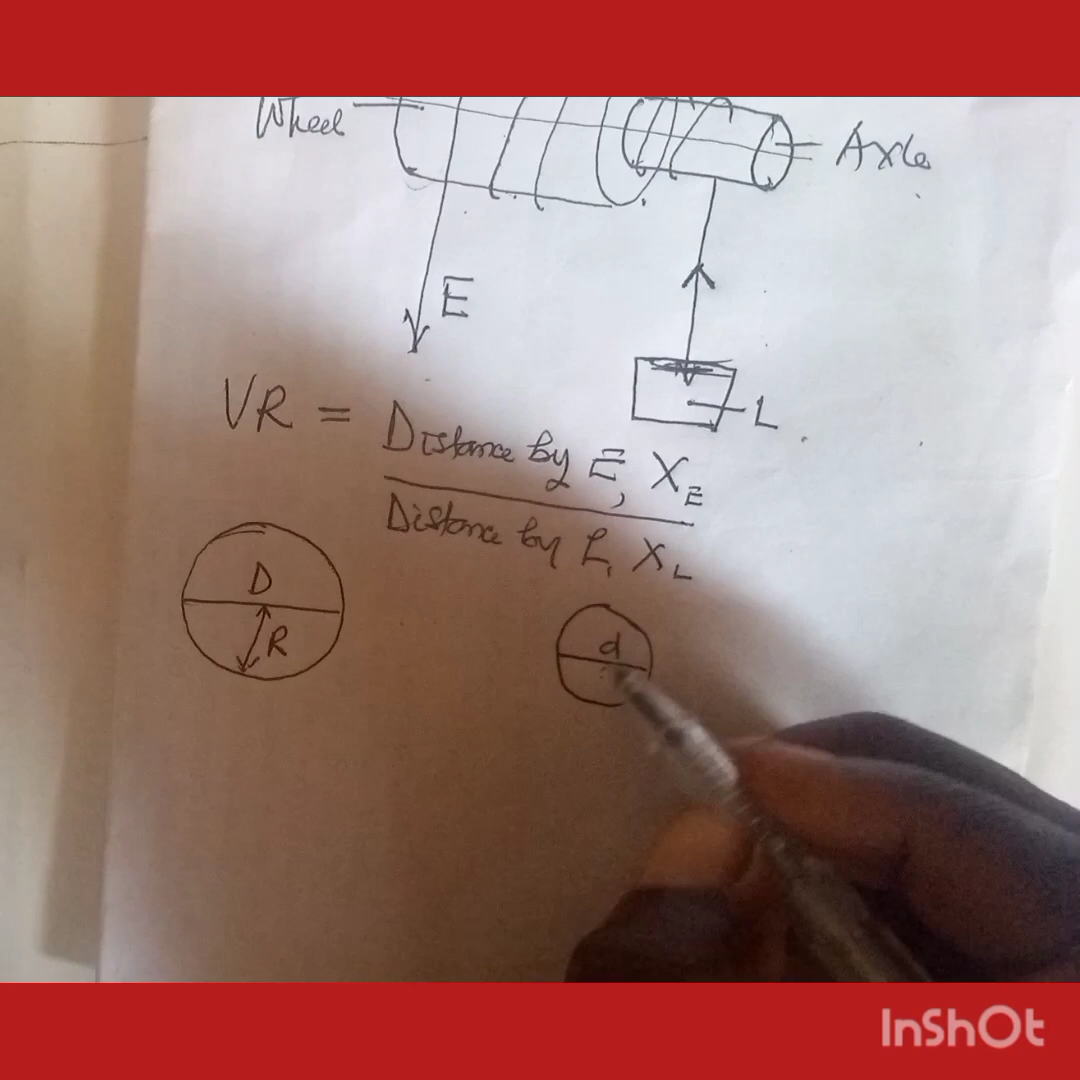 Wheel
Axle
E
L
VR = Distance by E, X_E
Distance by L, X_L
D
R
d
InShOt